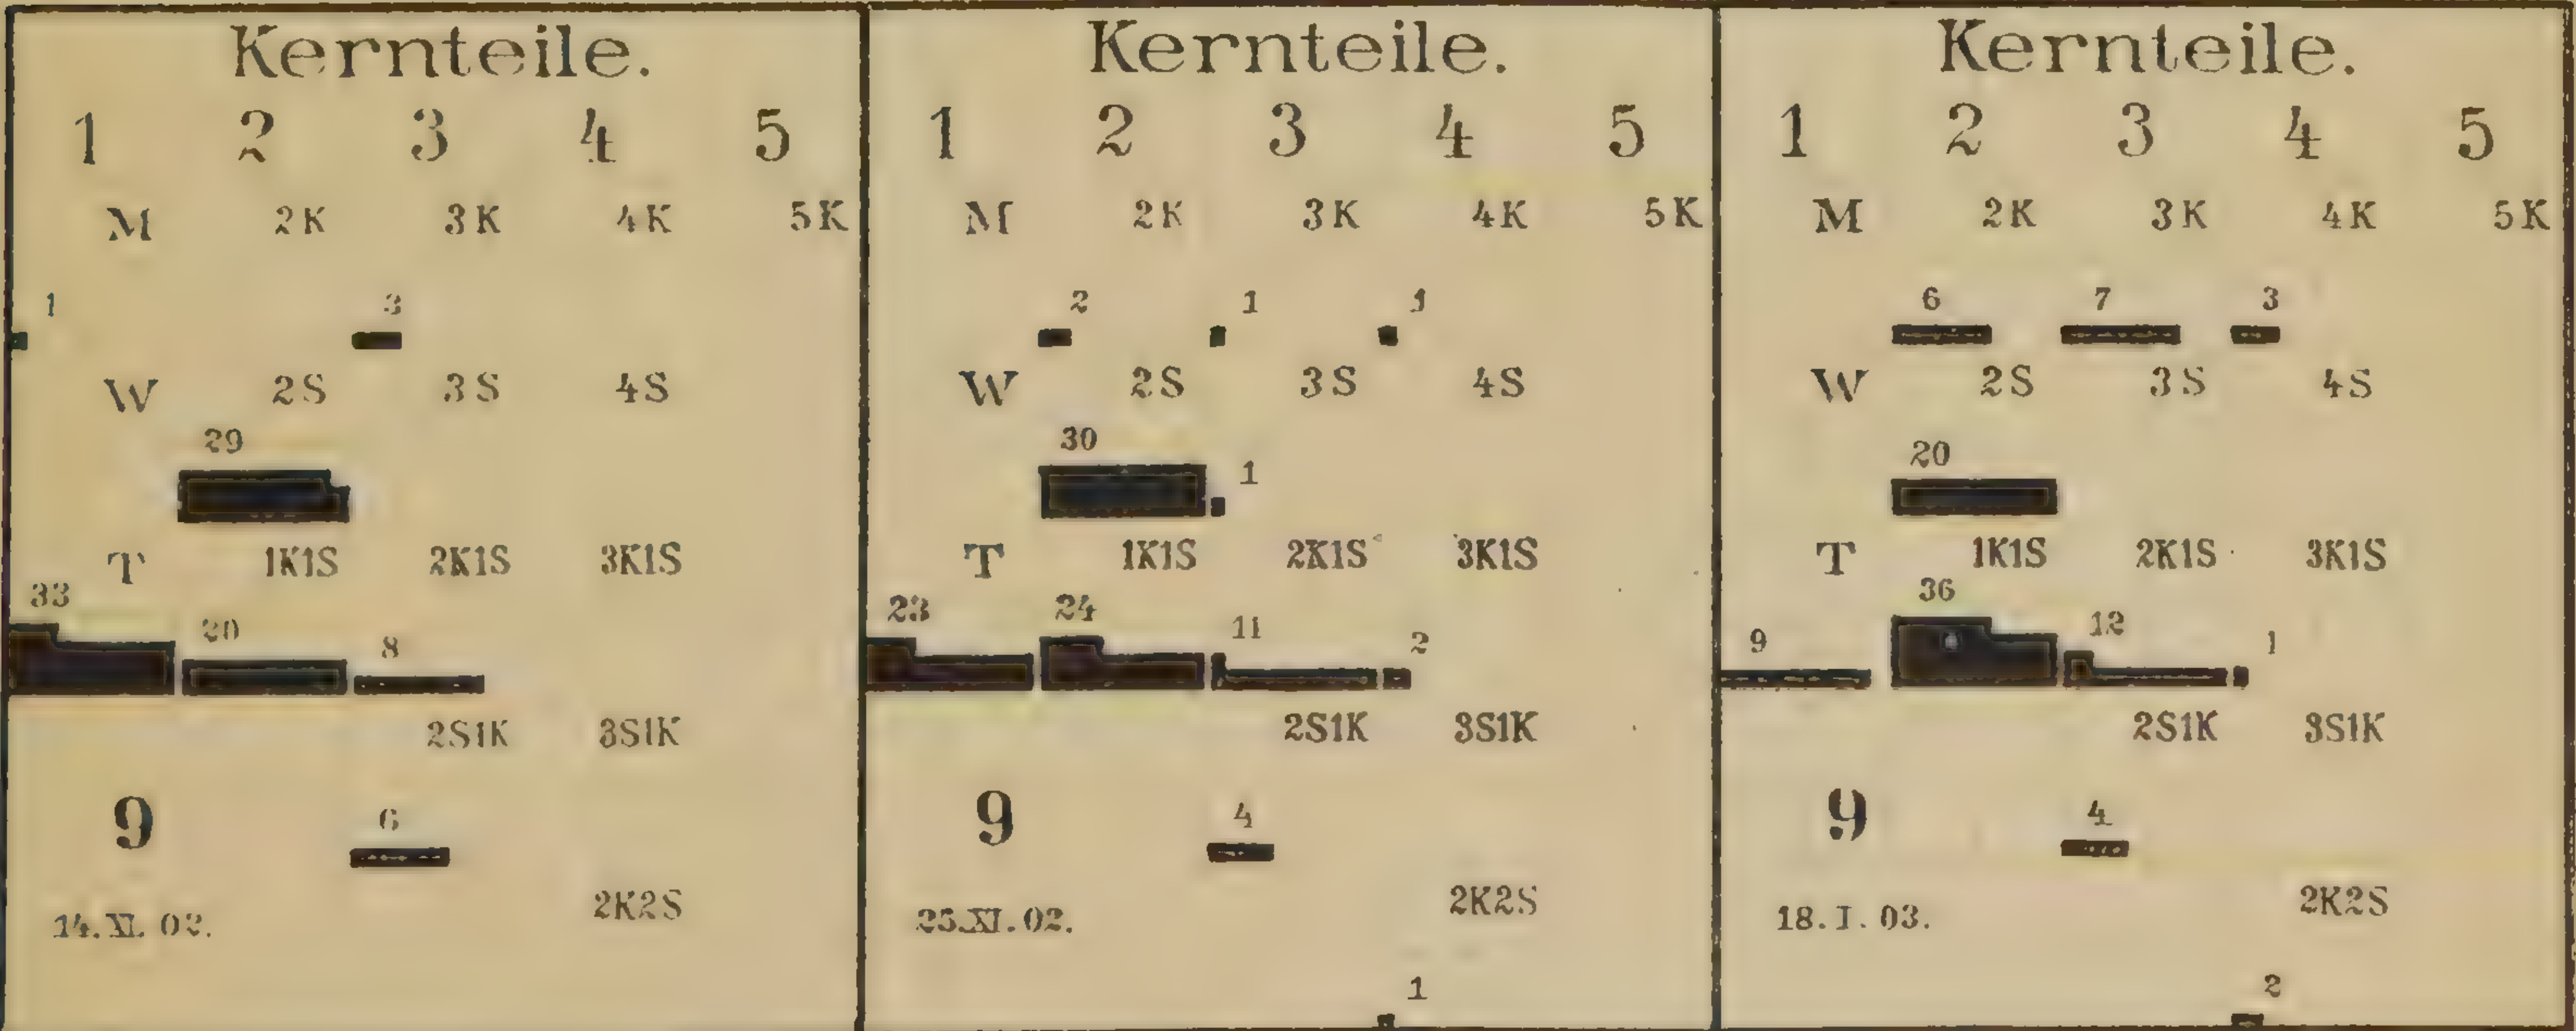 Kernteile.
1 2 3 4 5
M 2K 3K 4K 5K
1 3
W 2S 3S 4S
29
T 1K1S 2K1S 3K1S
33 20 8
2S1K 3S1K
9 6
2K2S
14.XI.02.
Kernteile.
1 2 3 4 5
M 2K 3K 4K 5K
2 1 1
W 2S 3S 4S
30 1
T 1K1S 2K1S 3K1S
23 24 11 2
2S1K 3S1K
9 4
2K2S
25.XI.02.
1
Kernteile.
1 2 3 4 5
M 2K 3K 4K 5K
6 7 3
W 2S 3S 4S
20
T 1K1S 2K1S 3K1S
9 36 12 1
2S1K 3S1K
9 4
2K2S
18.I.03.
2